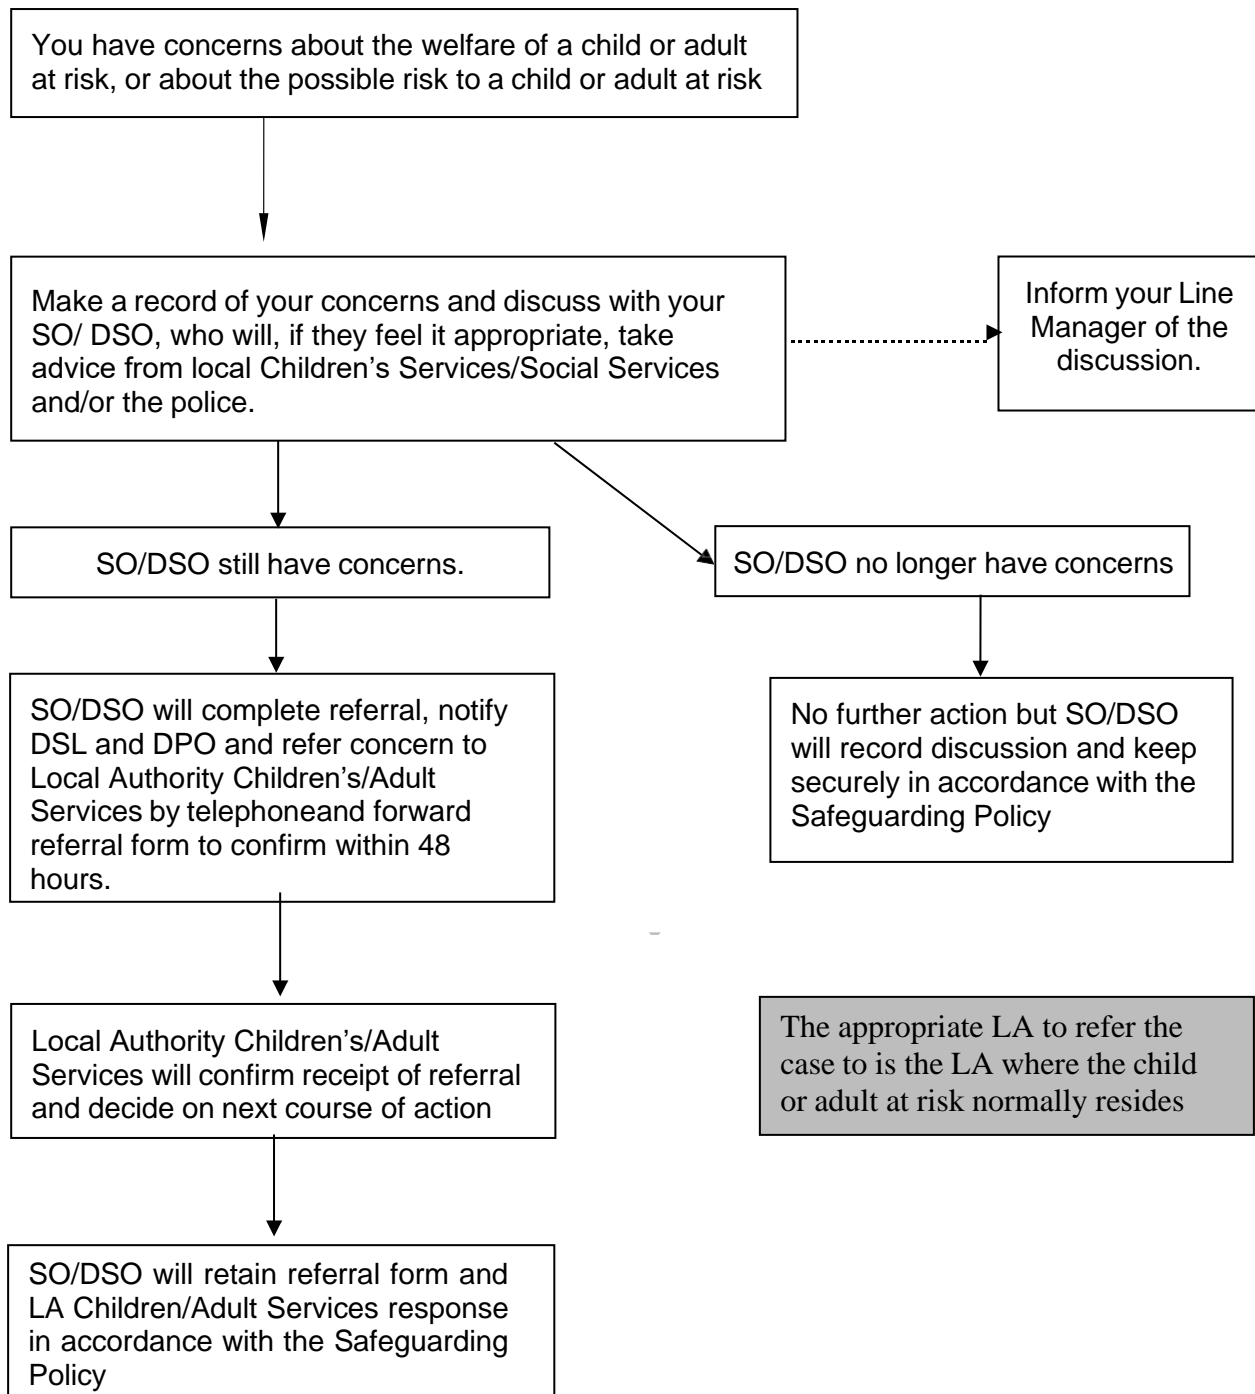 You have concerns about the welfare of a child or adult
at risk, or about the possible risk to a child or adult at risk
Make a record of your concerns and discuss with your
SO/ DSO, who will, if they feel it appropriate, take
advice from local Children's Services/Social Services
and/or the police.
Inform your Line
Manager of the
discussion.
SO/DSO still have concerns.
SO/DSO no longer have concerns
SO/DSO will complete referral, notify
DSL and DPO and refer concern to
Local Authority Children's/Adult
Services by telephoneand forward
referral form to confirm within 48
hours.
No further action but SO/DSO
will record discussion and keep
securely in accordance with the
Safeguarding Policy
Local Authority Children's/Adult
Services will confirm receipt of referral
and decide on next course of action
The appropriate LA to refer the
case to is the LA where the child
or adult at risk normally resides
SO/DSO will retain referral form and
LA Children/Adult Services response
in accordance with the Safeguarding
Policy